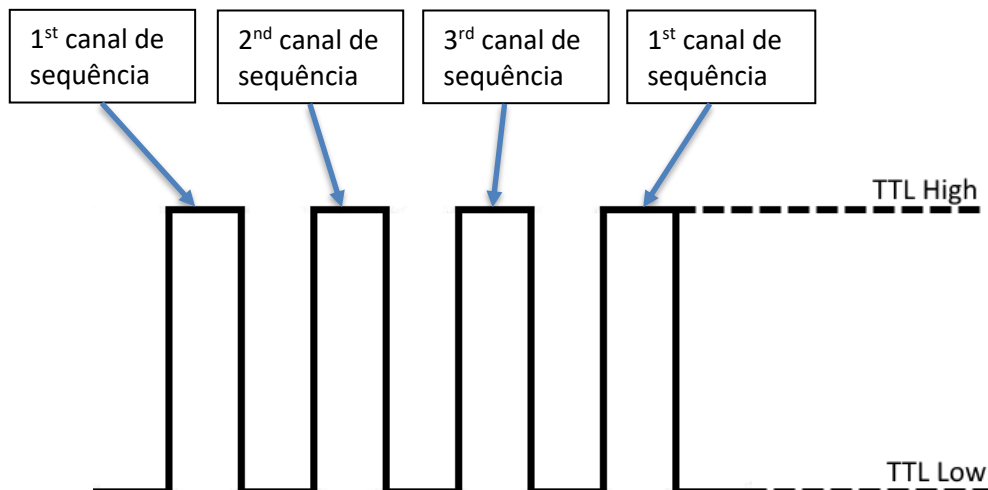 1st canal de
sequência
2nd canal de
sequência
3rd canal de
sequência
1st canal de
sequência
TTL High
TTL Low